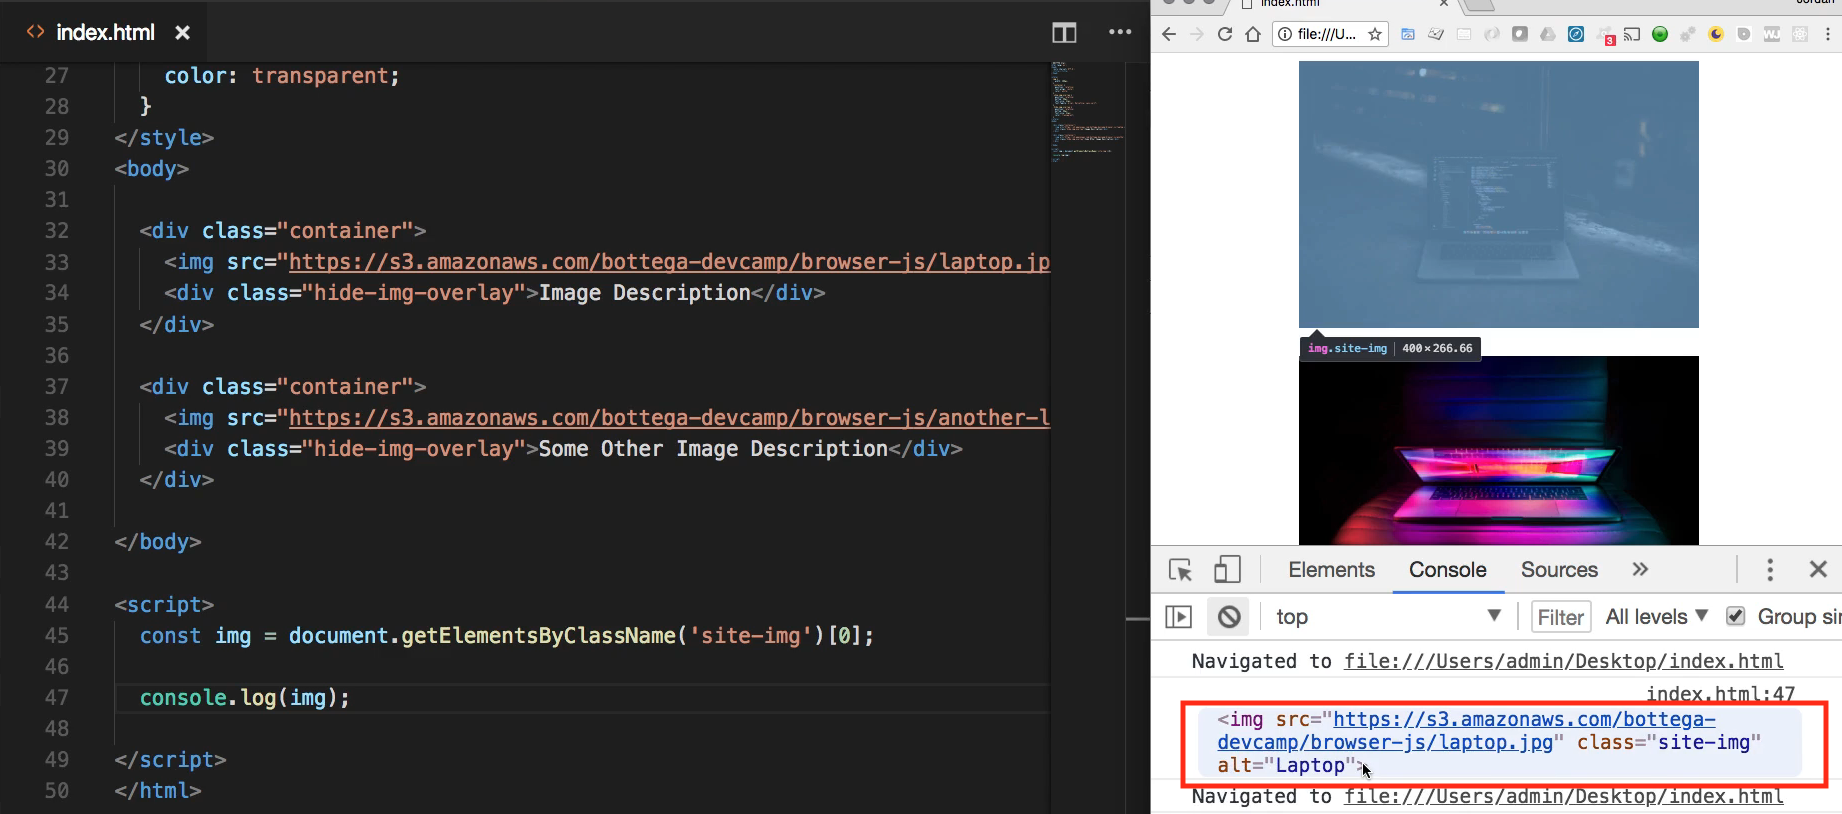 <> index.html ×
27 color: transparent;
28 }
29 </style>
30 <body>
31
32 <div class="container">
33 <img src="https://s3.amazonaws.com/bottega-devcamp/browser-js/laptop.jp
34 <div class="hide-img-overlay">Image Description</div>
35 </div>
36
37 <div class="container">
38 <img src="https://s3.amazonaws.com/bottega-devcamp/browser-js/another-l
39 <div class="hide-img-overlay">Some Other Image Description</div>
40 </div>
41
42 </body>
43
44 <script>
45 const img = document.getElementsByClassName('site-img')[0];
46
47 console.log(img);
48
49 </script>
50 </html>
index.html ×
Jordan
file:///U...
3
img.site-img 400×266.66
Elements Console Sources »
top Filter All levels Group sin
Navigated to file:///Users/admin/Desktop/index.html
index.html:47
<img src="https://s3.amazonaws.com/bottega-
devcamp/browser-js/laptop.jpg" class="site-img"
alt="Laptop">
Navigated to file:///Users/admin/Desktop/index.html